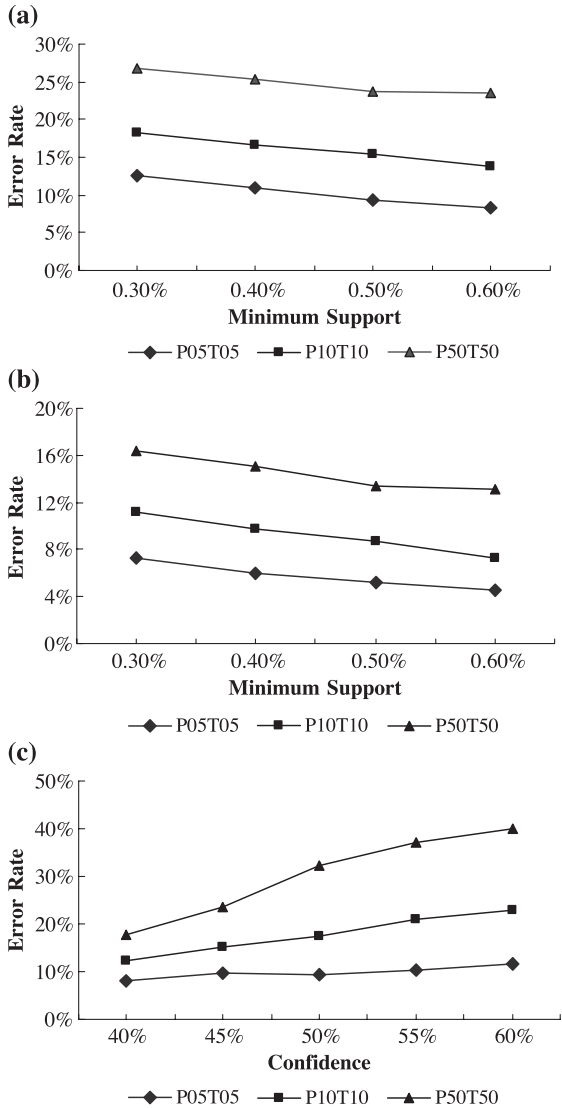 (a)
30%
25%
20%
15%
10%
5%
0%
Error Rate
0.30% 0.40% 0.50% 0.60%
Minimum Support
P05T05 P10T10 P50T50
(b)
20%
16%
12%
8%
4%
0%
Error Rate
0.30% 0.40% 0.50% 0.60%
Minimum Support
P05T05 P10T10 P50T50
(c)
50%
40%
30%
20%
10%
0%
Error Rate
40% 45% 50% 55% 60%
Confidence
P05T05 P10T10 P50T50